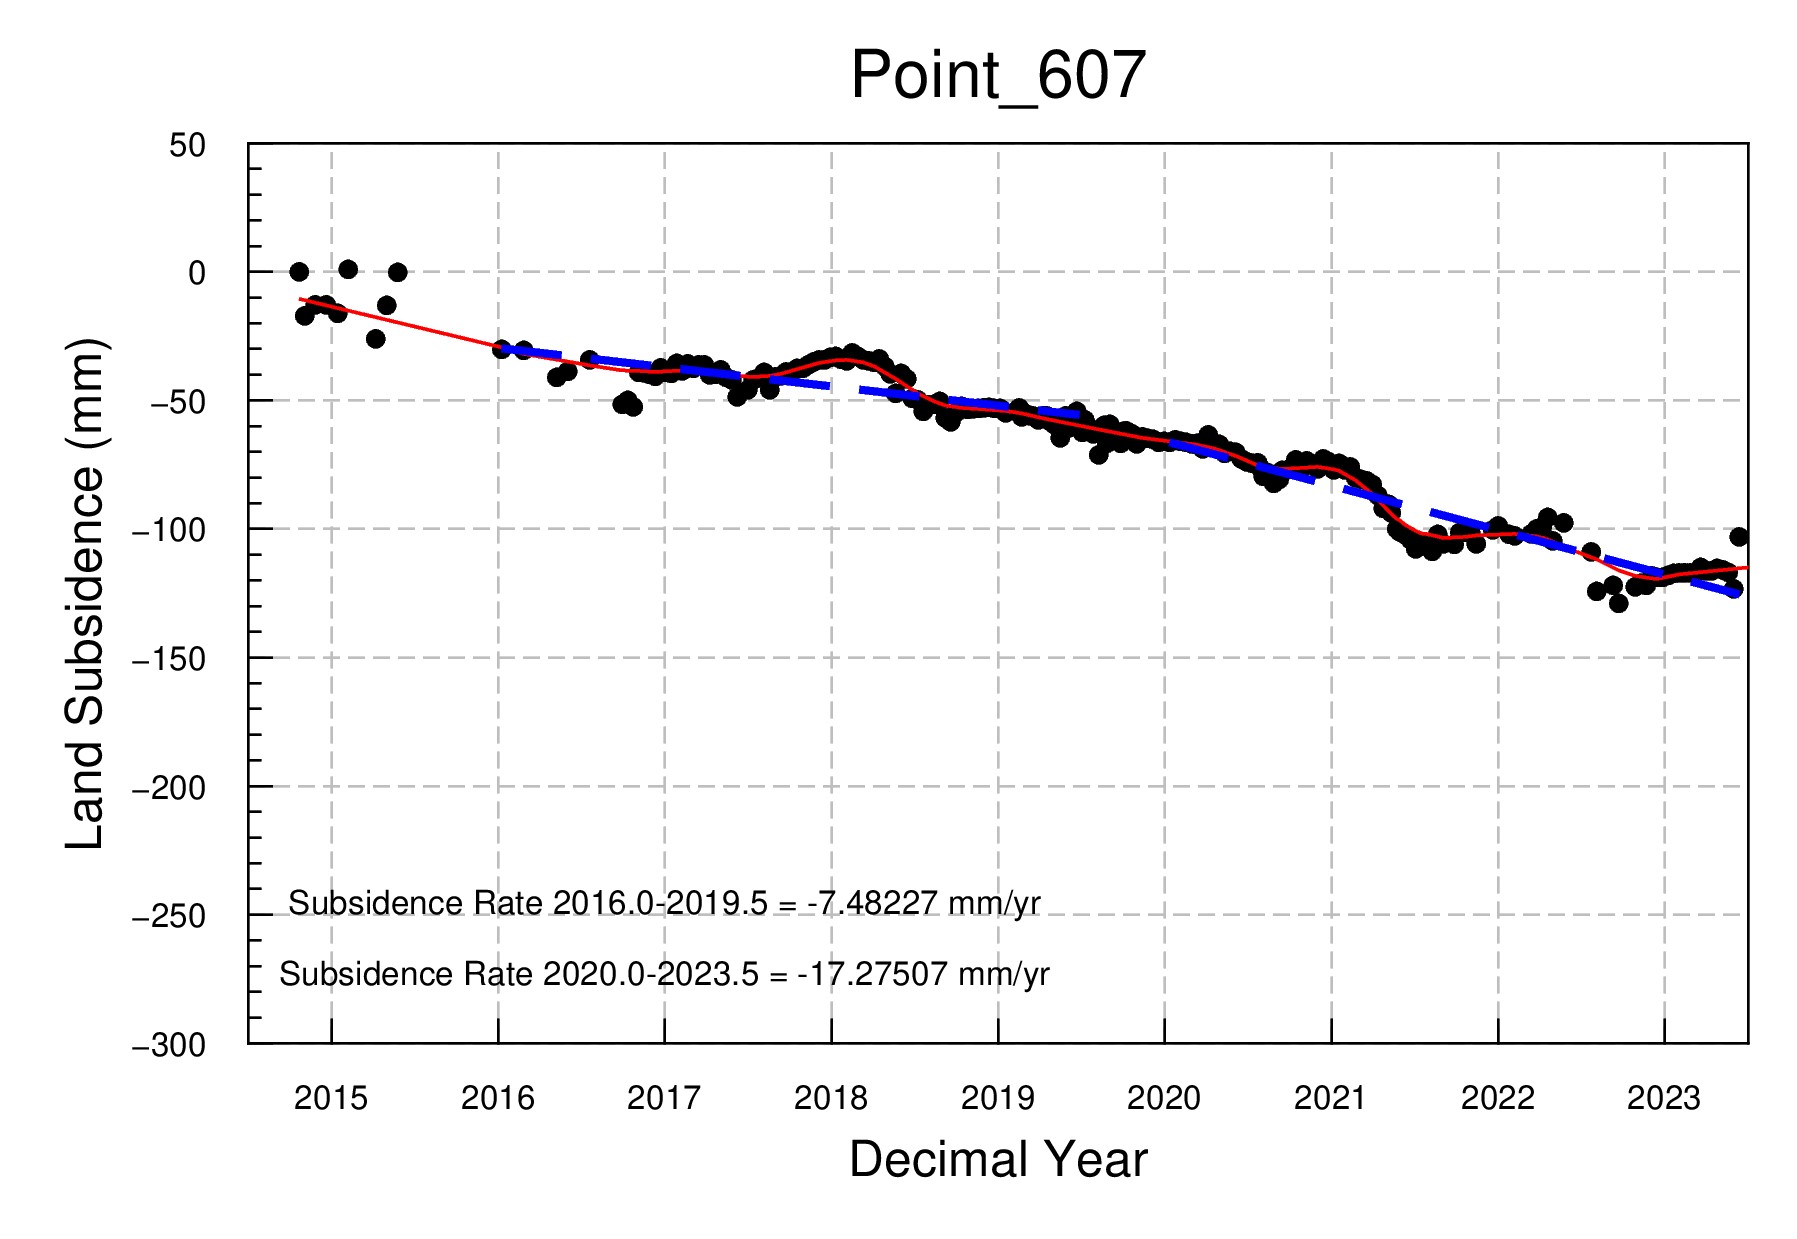 Point_607
50
0
−50
−100
−150
−200
−250
−300
Land Subsidence (mm)
Subsidence Rate 2016.0-2019.5 = -7.48227 mm/yr
Subsidence Rate 2020.0-2023.5 = -17.27507 mm/yr
2015 2016 2017 2018 2019 2020 2021 2022 2023
Decimal Year